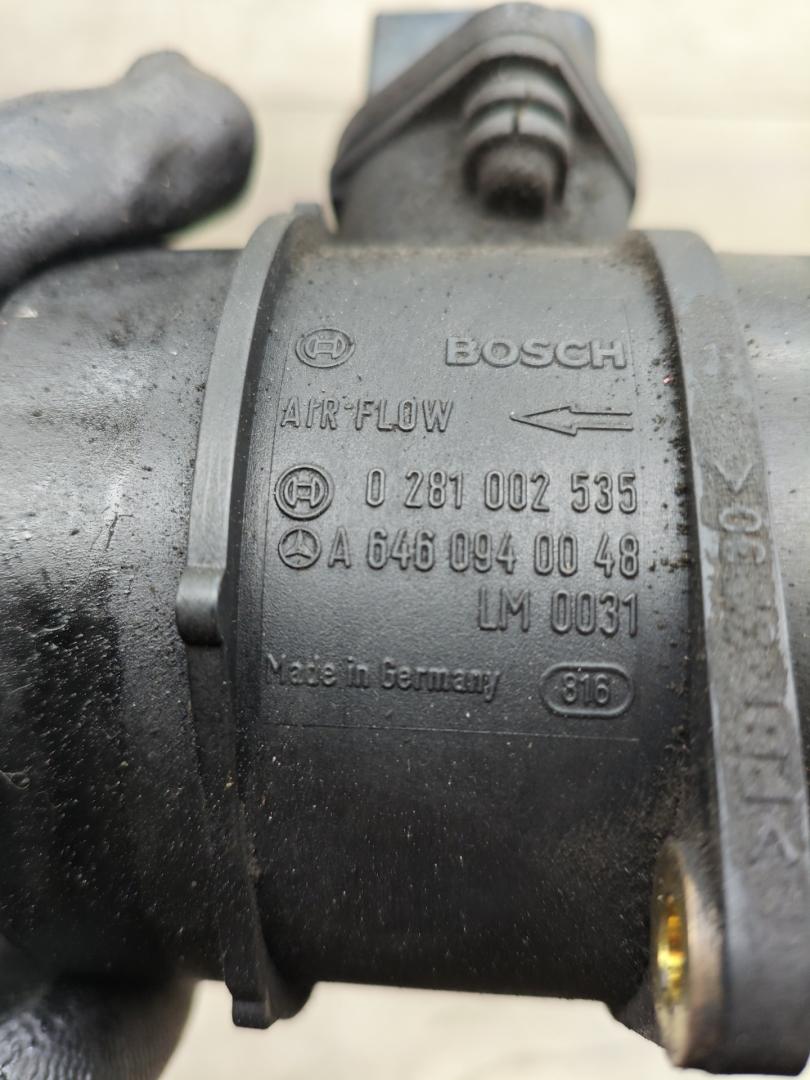 BOSCH
AIR FLOW
0 281 002 535
A 646 094 00 48
LM 0031
Made in Germany 816